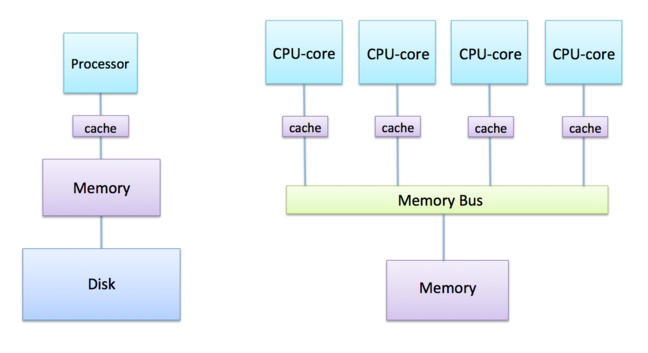 Processor
cache
Memory
Disk
CPU-core
CPU-core
CPU-core
CPU-core
cache
cache
cache
cache
Memory Bus
Memory